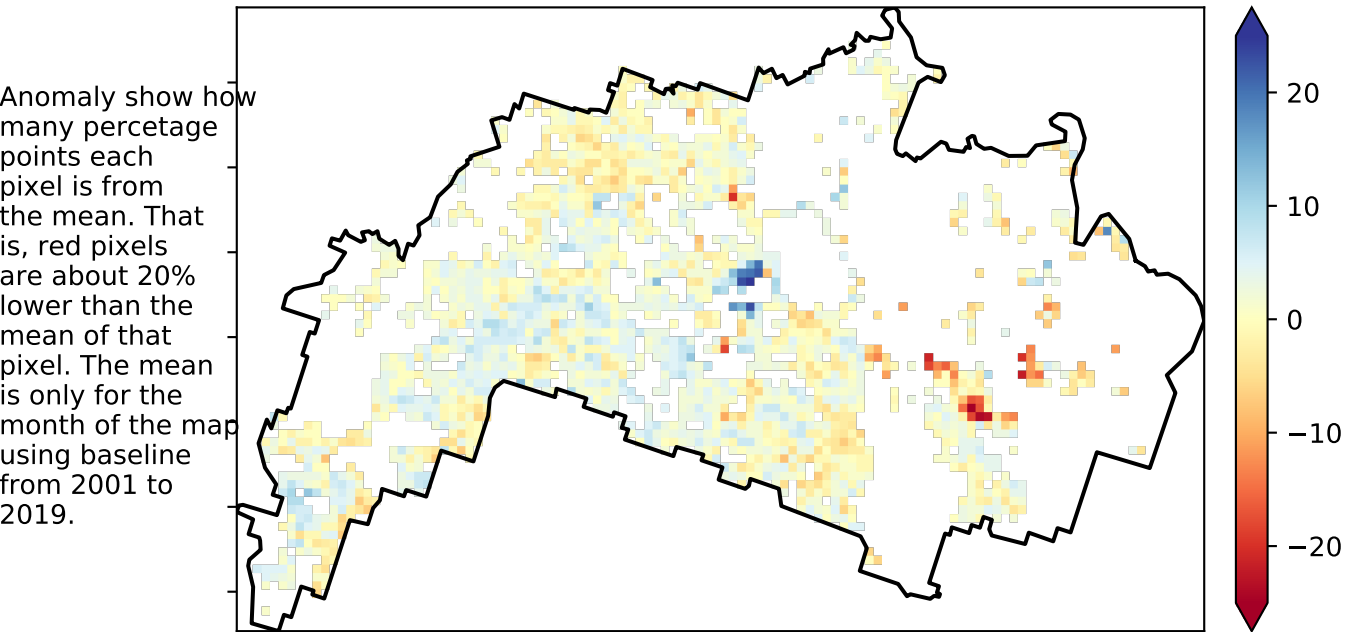 Anomaly show how
many percetage
points each
pixel is from
the mean. That
is, red pixels
are about 20%
lower than the
mean of that
pixel. The mean
is only for the
month of the map
using baseline
from 2001 to
2019.
20
10
0
−10
−20